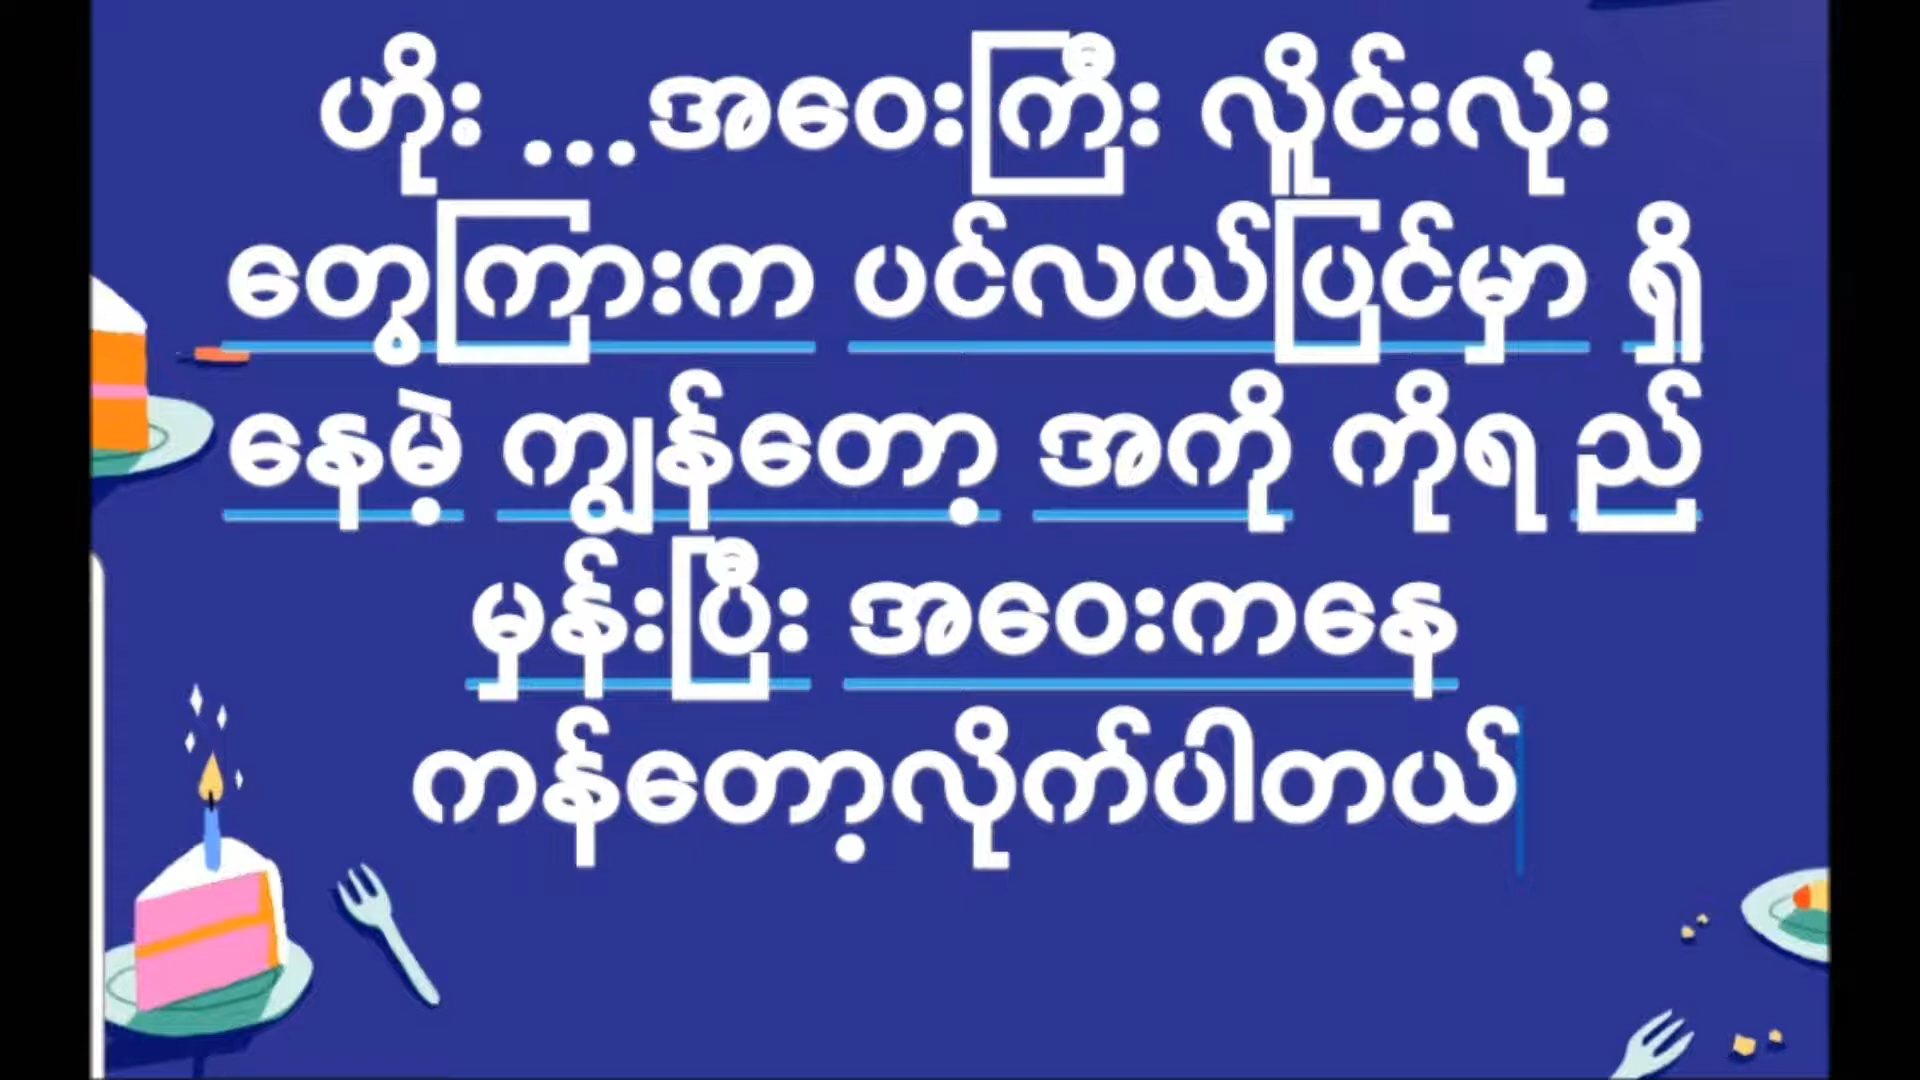 ဟိုး ...အဝေးကြီး လှိုင်းလုံး
တွေကြားက ပင်လယ်ပြင်မှာ ရှိ
နေမဲ့ ကျွန်တော့ အကို ကိုရ ည်
မှန်းပြီး အဝေးကနေ
ကန်တော့လိုက်ပါတယ်